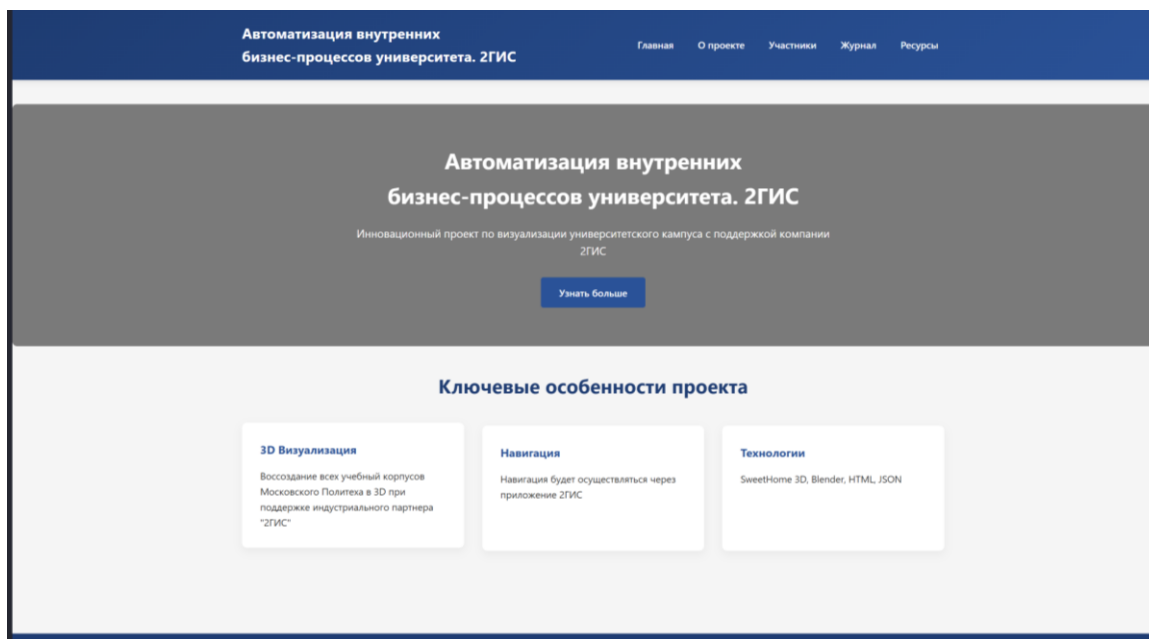 Автоматизация внутренних
бизнес-процессов университета. 2ГИС
Главная О проекте Участники Журнал Ресурсы
Автоматизация внутренних
бизнес-процессов университета. 2ГИС
Инновационный проект по визуализации университетского кампуса с поддержкой компании
2ГИС
Узнать больше
Ключевые особенности проекта
3D Визуализация
Воссоздание всех учебный корпусов
Московского Политеха в 3D при
поддержке индустриального партнера
"2ГИС"
Навигация
Навигация будет осуществляться через
приложение 2ГИС
Технологии
SweetHome 3D, Blender, HTML, JSON